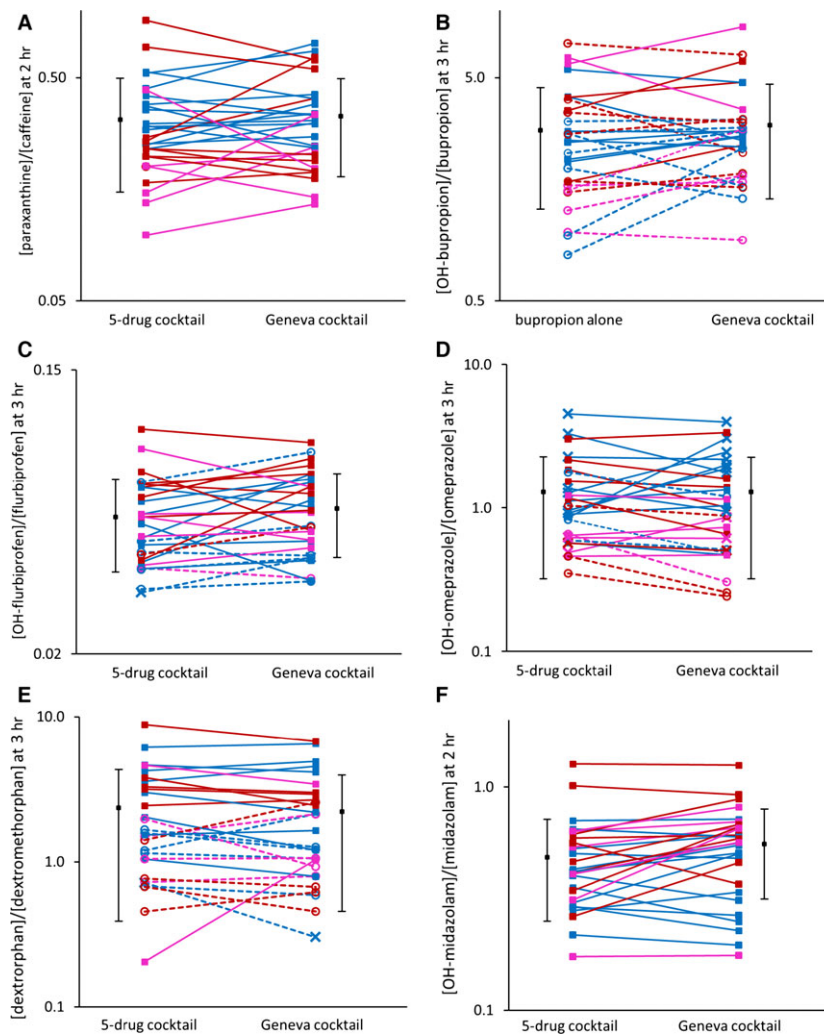 A
[paraxanthine]/[caffeine] at 2 hr
0.50
0.05
5-drug cocktail Geneva cocktail
B
[OH-bupropion]/[bupropion] at 3 hr
5.0
0.5
bupropion alone Geneva cocktail
C
[OH-flurbiprofen]/[flurbiprofen] at 3 hr
0.15
0.02
5-drug cocktail Geneva cocktail
D
[OH-omeprazole]/[omeprazole] at 3 hr
10.0
1.0
0.1
5-drug cocktail Geneva cocktail
E
[dextrorphan]/[dextromethorphan] at 3 hr
10.0
1.0
0.1
5-drug cocktail Geneva cocktail
F
[OH-midazolam]/[midazolam] at 2 hr
1.0
0.1
5-drug cocktail Geneva cocktail